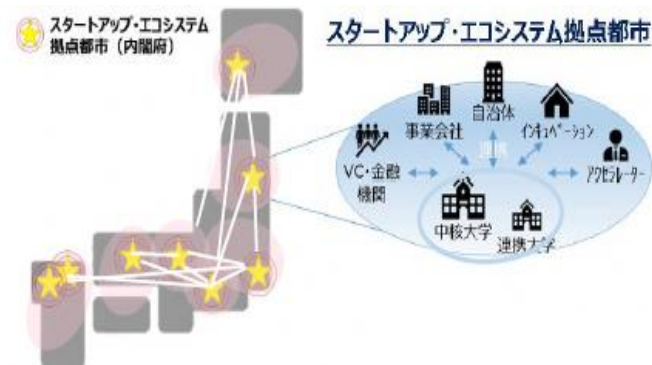 スタートアップ・エコシステム
拠点都市（内閣府）
スタートアップ・エコシステム拠点都市
自治体
事業会社
インキュベーション
連携
VC・金融
機関
アクセラレーター
中核大学
連携大学